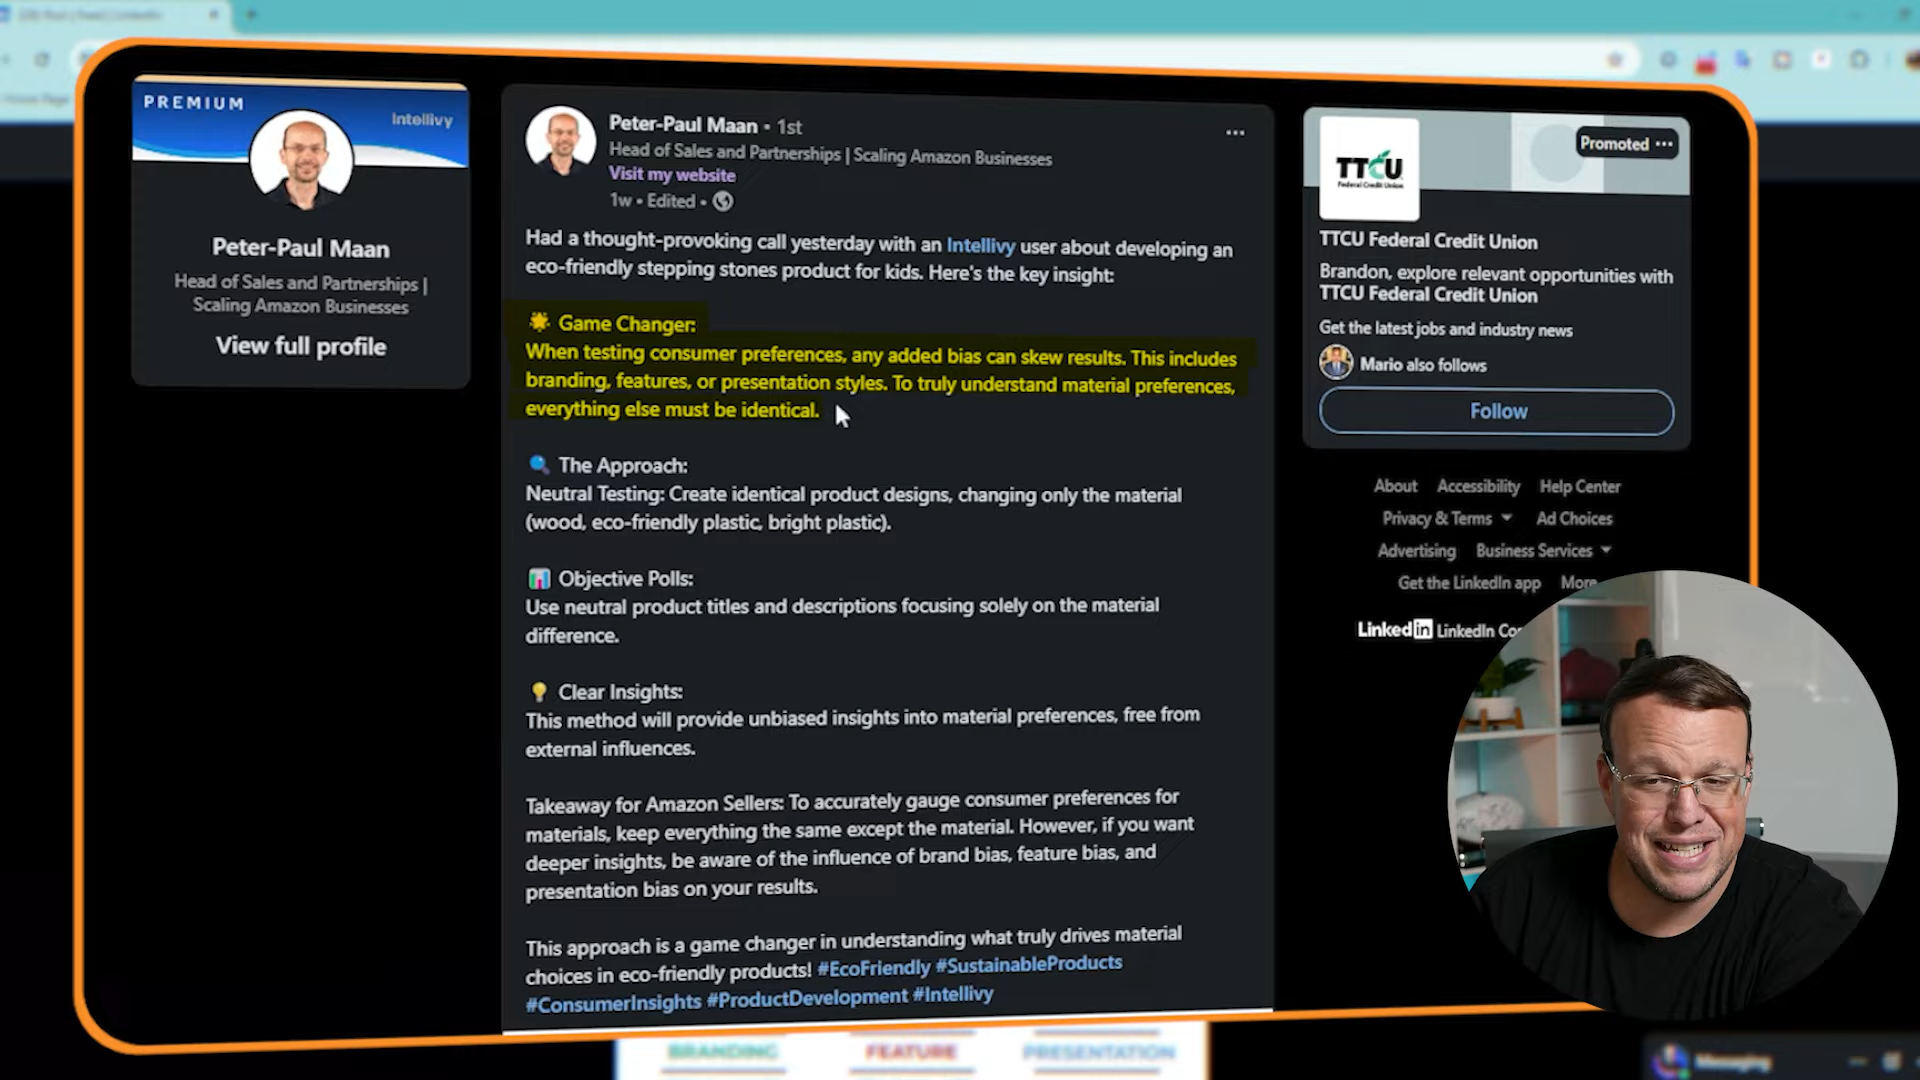 PREMIUM
Intellivy
Peter-Paul Maan
Head of Sales and Partnerships |
Scaling Amazon Businesses
View full profile
Peter-Paul Maan • 1st
Head of Sales and Partnerships | Scaling Amazon Businesses
Visit my website
1w • Edited •
Had a thought-provoking call yesterday with an Intellivy user about developing an
eco-friendly stepping stones product for kids. Here's the key insight:
🌟 Game Changer:
When testing consumer preferences, any added bias can skew results. This includes
branding, features, or presentation styles. To truly understand material preferences,
everything else must be identical.
🔍 The Approach:
Neutral Testing: Create identical product designs, changing only the material
(wood, eco-friendly plastic, bright plastic).
📊 Objective Polls:
Use neutral product titles and descriptions focusing solely on the material
difference.
💡 Clear Insights:
This method will provide unbiased insights into material preferences, free from
external influences.
Takeaway for Amazon Sellers: To accurately gauge consumer preferences for
materials, keep everything the same except the material. However, if you want
deeper insights, be aware of the influence of brand bias, feature bias, and
presentation bias on your results.
This approach is a game changer in understanding what truly drives material
choices in eco-friendly products! #EcoFriendly #SustainableProducts
#ConsumerInsights #ProductDevelopment #Intellivy
Promoted
TTCU
Federal Credit Union
TTCU Federal Credit Union
Brandon, explore relevant opportunities with
TTCU Federal Credit Union
Get the latest jobs and industry news
Mario also follows
Follow
About Accessibility Help Center
Privacy & Terms Ad Choices
Advertising Business Services
Get the LinkedIn app More
LinkedIn LinkedIn
BRANDING FEATURE PRESENTATION
Messaging